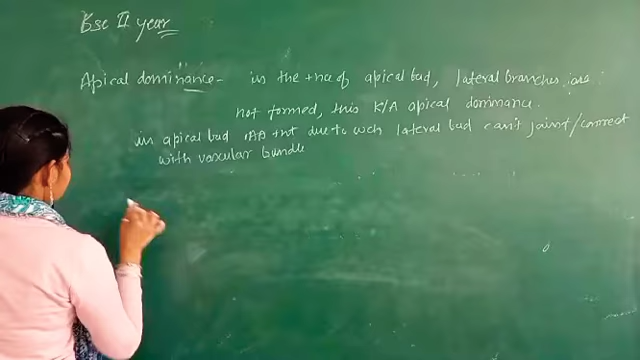 Bsc II year
Apical dominance - in the +nce of apical bud, lateral branches are
not formed, this K/A apical dominance.
in apical bud IAA +nt due to wch lateral bud can't joint/connect
with vascular bundle